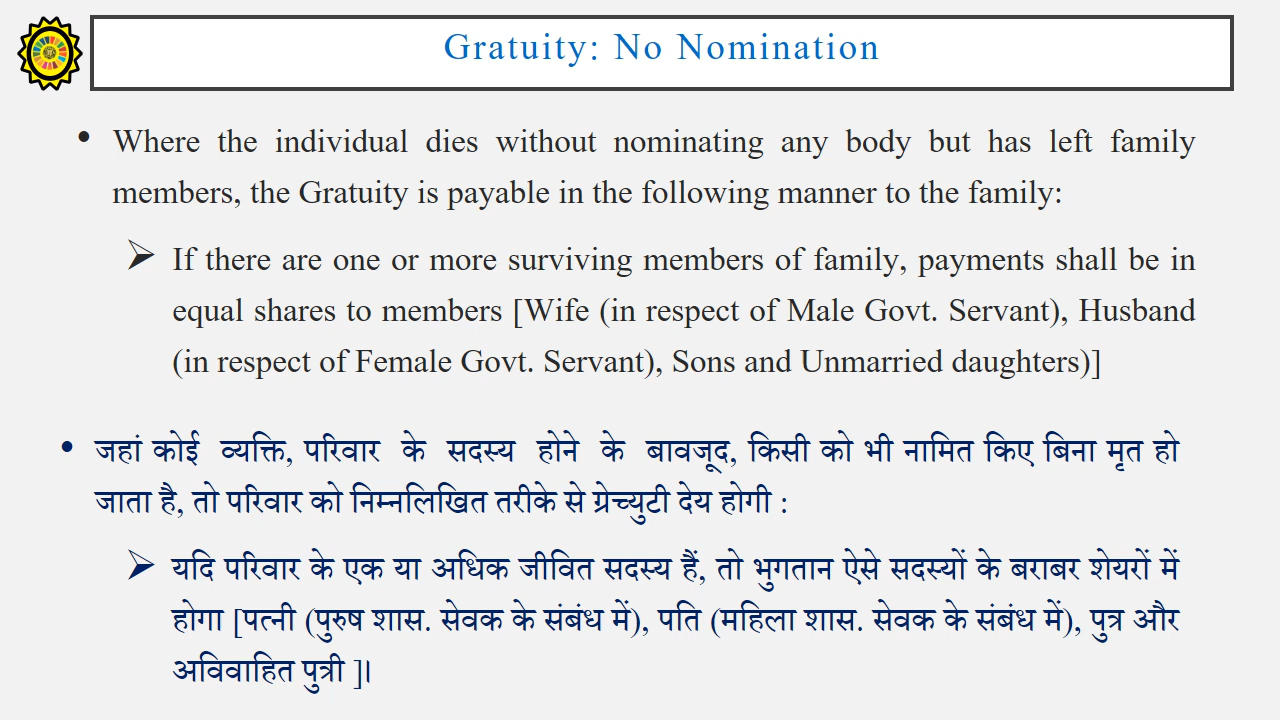 Gratuity: No Nomination
• Where the individual dies without nominating any body but has left family
members, the Gratuity is payable in the following manner to the family:
➢ If there are one or more surviving members of family, payments shall be in
equal shares to members [Wife (in respect of Male Govt. Servant), Husband
(in respect of Female Govt. Servant), Sons and Unmarried daughters)]
• जहां कोई व्यक्ति, परिवार के सदस्य होने के बावजूद, किसी को भी नामित किए बिना मृत हो
जाता है, तो परिवार को निम्नलिखित तरीके से ग्रेच्युटी देय होगी :
➢ यदि परिवार के एक या अधिक जीवित सदस्य हैं, तो भुगतान ऐसे सदस्यों के बराबर शेयरों में
होगा [पत्नी (पुरुष शास. सेवक के संबंध में), पति (महिला शास. सेवक के संबंध में), पुत्र और
अविवाहित पुत्री ]।